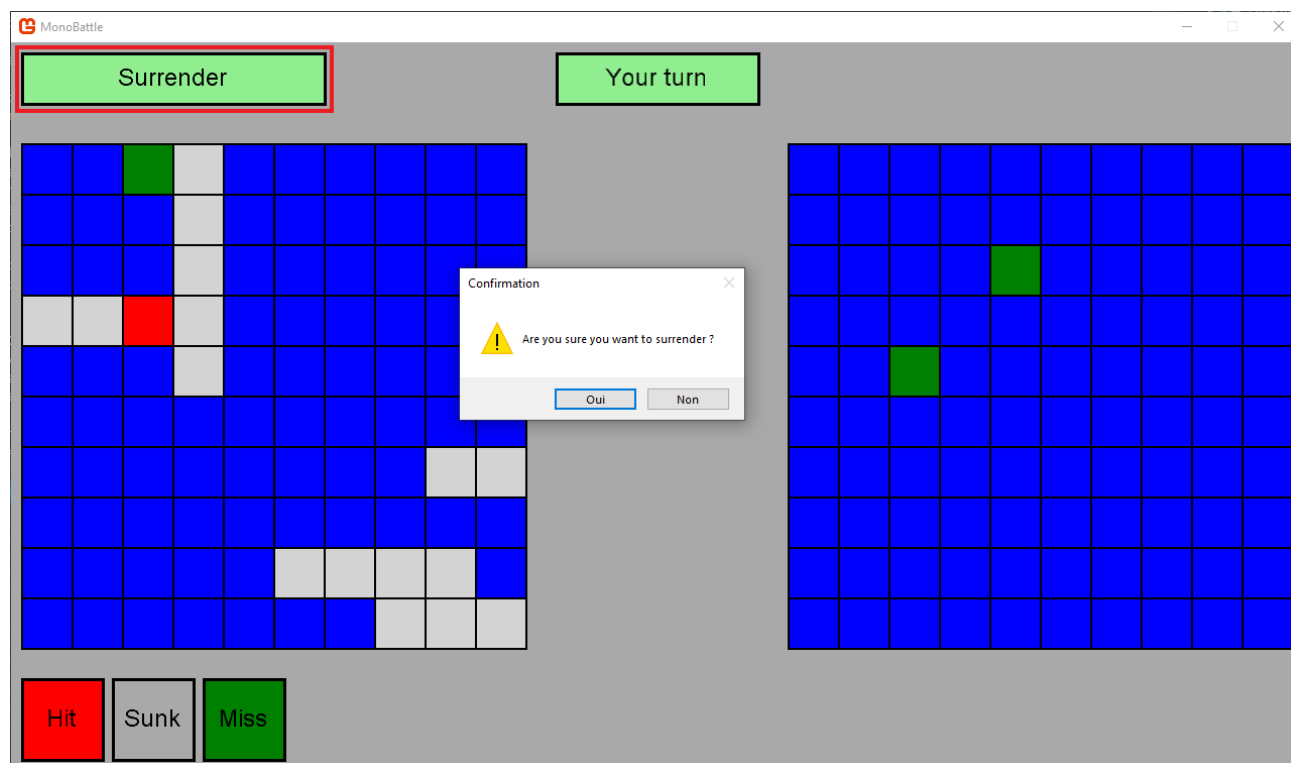 MonoBattle
Surrender
Your turn
Confirmation
Are you sure you want to surrender ?
Oui
Non
Hit
Sunk
Miss